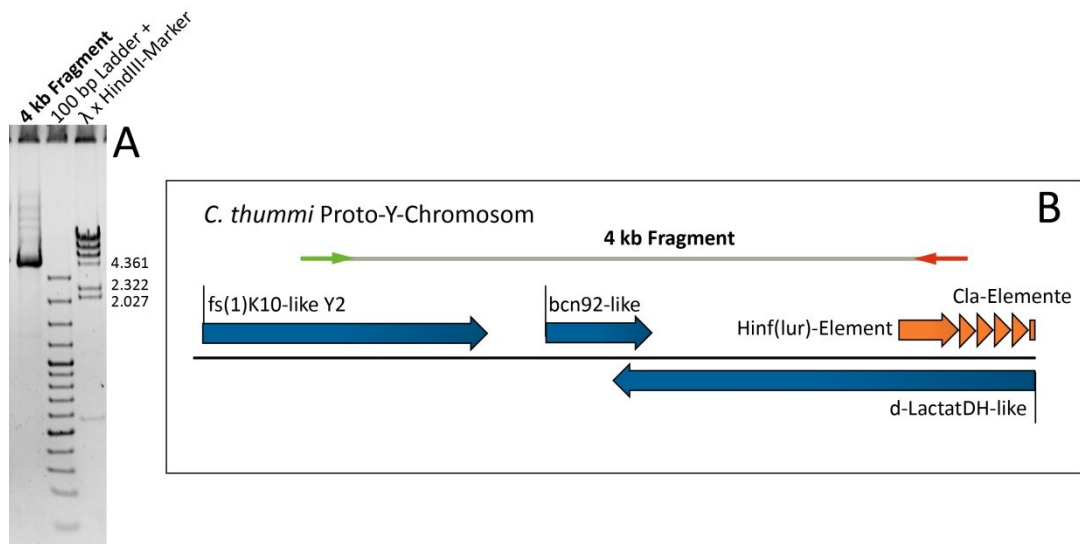 4 kb Fragment
100 bp Ladder +
λ x HindIII-Marker
A
4.361
2.322
2.027
B
C. thummi Proto-Y-Chromosom
4 kb Fragment
fs(1)K10-like Y2
bcn92-like
Cla-Elemente
Hinf(lur)-Element
d-LactatDH-like